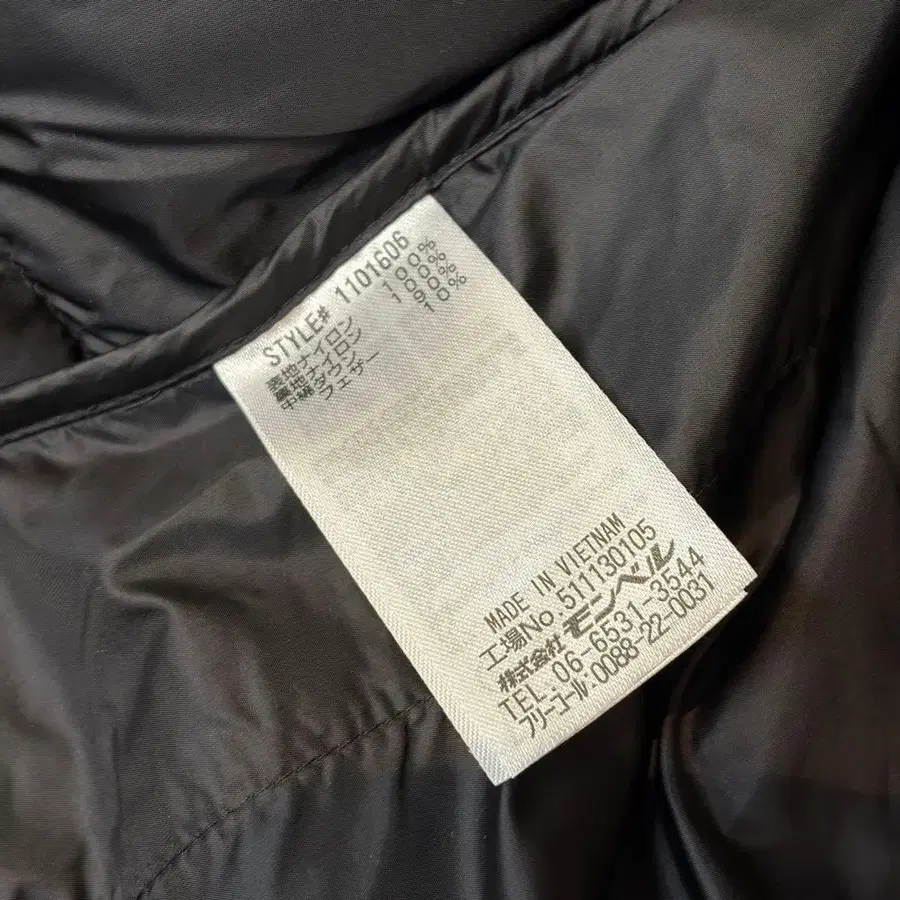 STYLE# 1101606
表地ナイロン 100%
裏地ナイロン 100%
中綿ダウン 90%
フェザー 10%
MADE IN VIETNAM
工場No.511130105
株式会社 モンベル
TEL.06-6531-3544
フリーコール:0088-22-0031